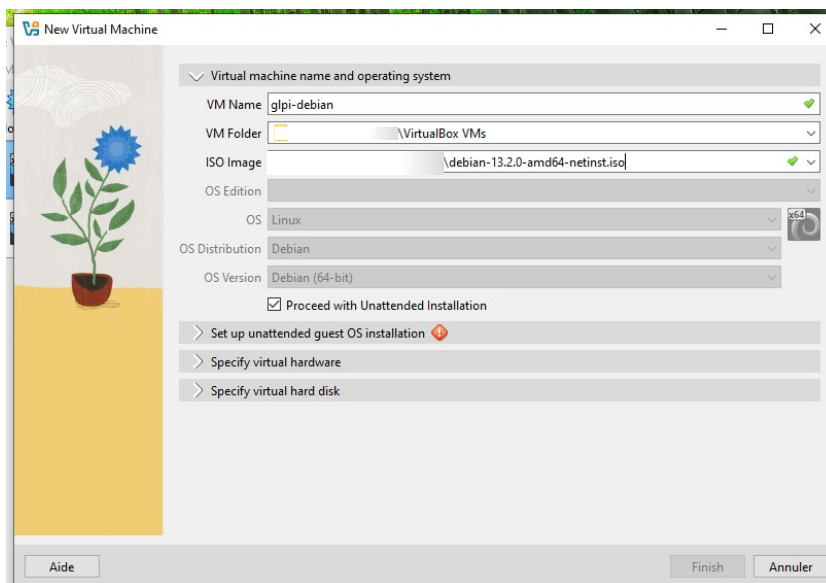 New Virtual Machine
Virtual machine name and operating system
VM Name glpi-debian
VM Folder \VirtualBox VMs
ISO Image \debian-13.2.0-amd64-netinst.iso
OS Edition
OS Linux
x64
OS Distribution Debian
OS Version Debian (64-bit)
Proceed with Unattended Installation
Set up unattended guest OS installation
Specify virtual hardware
Specify virtual hard disk
Aide Finish Annuler